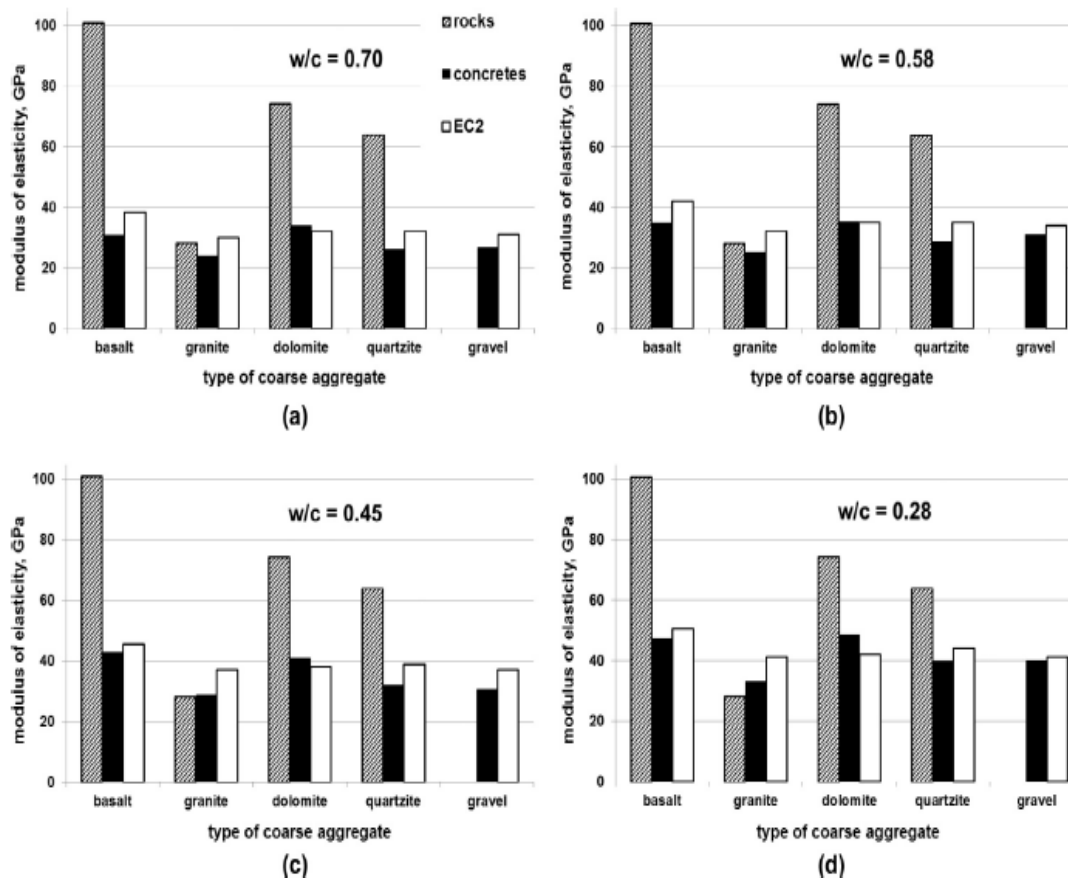 modulus of elasticity, GPa
100
80
60
40
20
0
w/c = 0.70
rocks
concretes
EC2
basalt granite dolomite quartzite gravel
type of coarse aggregate
(a)
modulus of elasticity, GPa
100
80
60
40
20
0
w/c = 0.58
basalt granite dolomite quartzite gravel
type of coarse aggregate
(b)
modulus of elasticity, GPa
100
80
60
40
20
0
w/c = 0.45
basalt granite dolomite quartzite gravel
type of coarse aggregate
(c)
modulus of elasticity, GPa
100
80
60
40
20
0
w/c = 0.28
basalt granite dolomite quartzite gravel
type of coarse aggregate
(d)